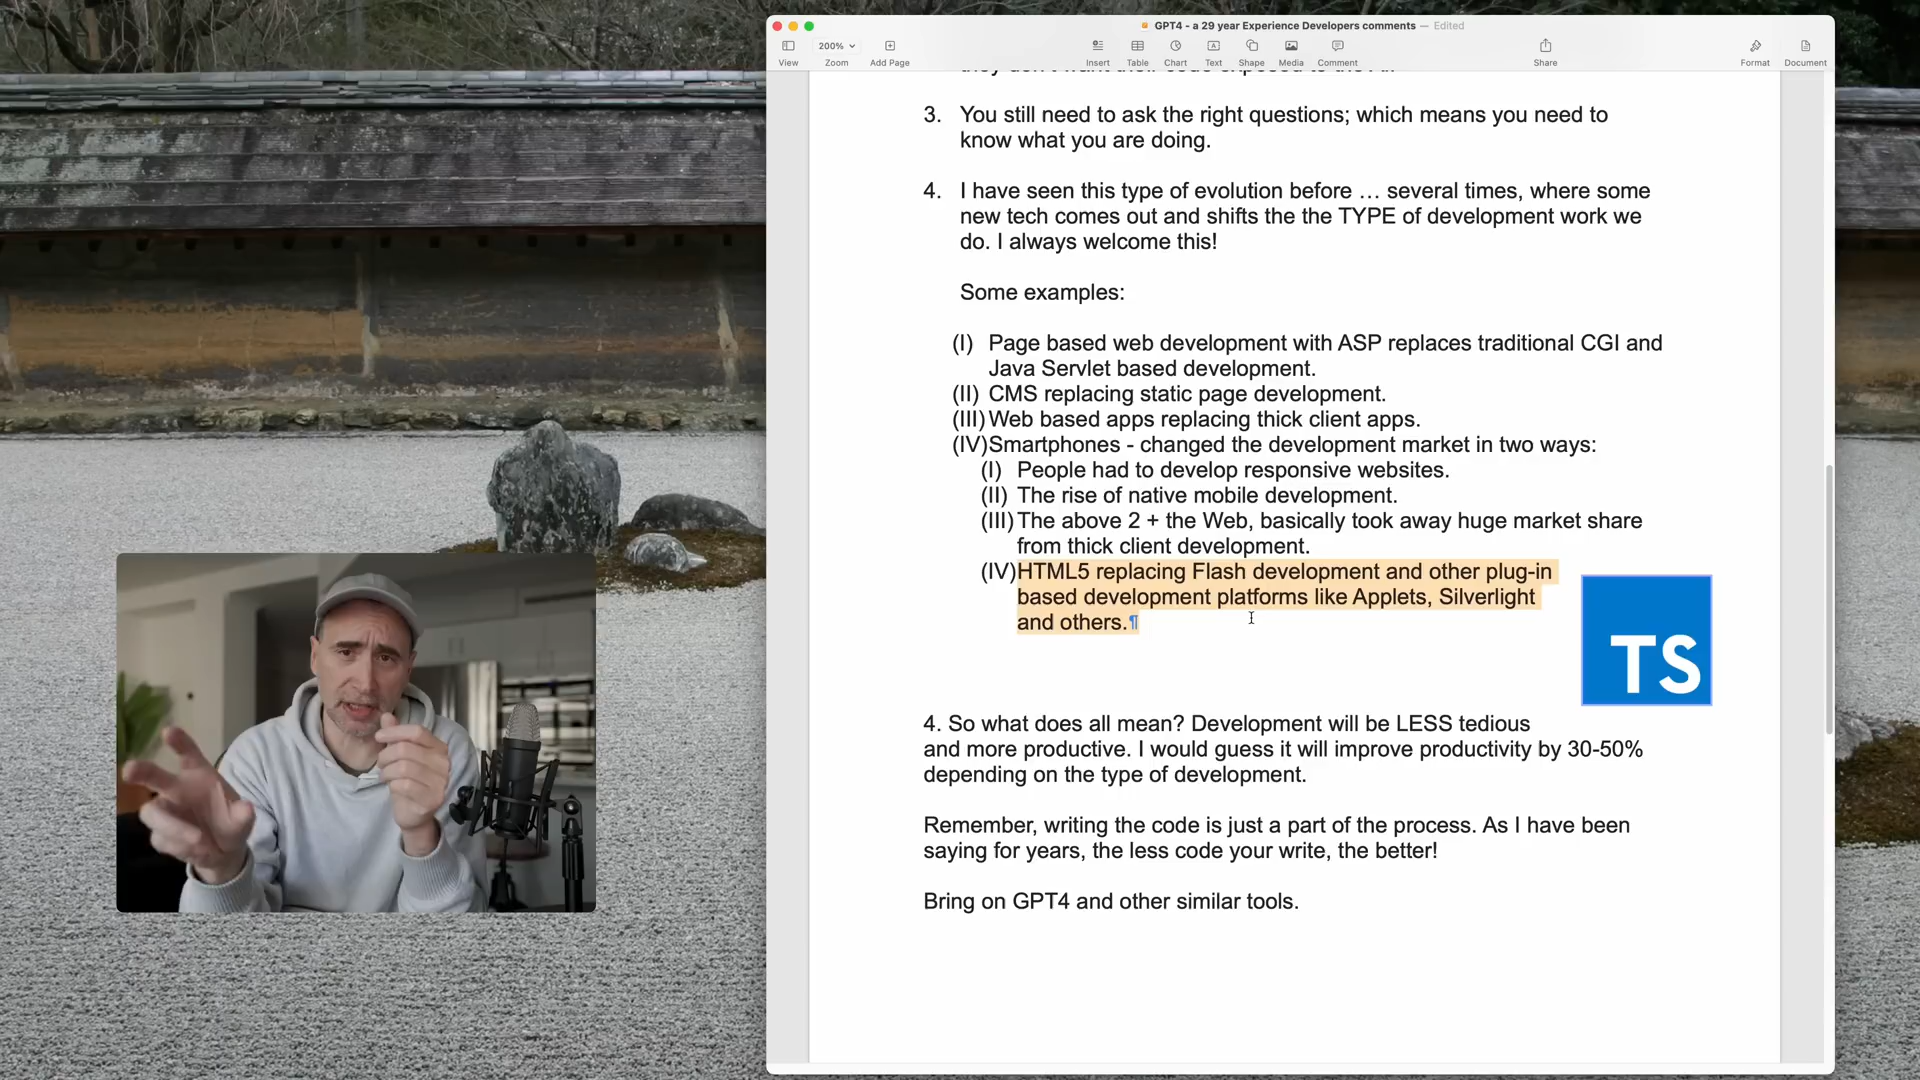 GPT4 - a 29 year Experience Developers comments — Edited
200%
View
Zoom
Add Page
Insert
Table
Chart
Text
Shape
Media
Comment
Share
Format
Document
3. You still need to ask the right questions; which means you need to
know what you are doing.
4. I have seen this type of evolution before … several times, where some
new tech comes out and shifts the the TYPE of development work we
do. I always welcome this!
Some examples:
(I) Page based web development with ASP replaces traditional CGI and
Java Servlet based development.
(II) CMS replacing static page development.
(III) Web based apps replacing thick client apps.
(IV)Smartphones - changed the development market in two ways:
(I) People had to develop responsive websites.
(II) The rise of native mobile development.
(III) The above 2 + the Web, basically took away huge market share
from thick client development.
(IV)HTML5 replacing Flash development and other plug-in
based development platforms like Applets, Silverlight
and others.¶
TS
4. So what does all mean? Development will be LESS tedious
and more productive. I would guess it will improve productivity by 30-50%
depending on the type of development.
Remember, writing the code is just a part of the process. As I have been
saying for years, the less code your write, the better!
Bring on GPT4 and other similar tools.